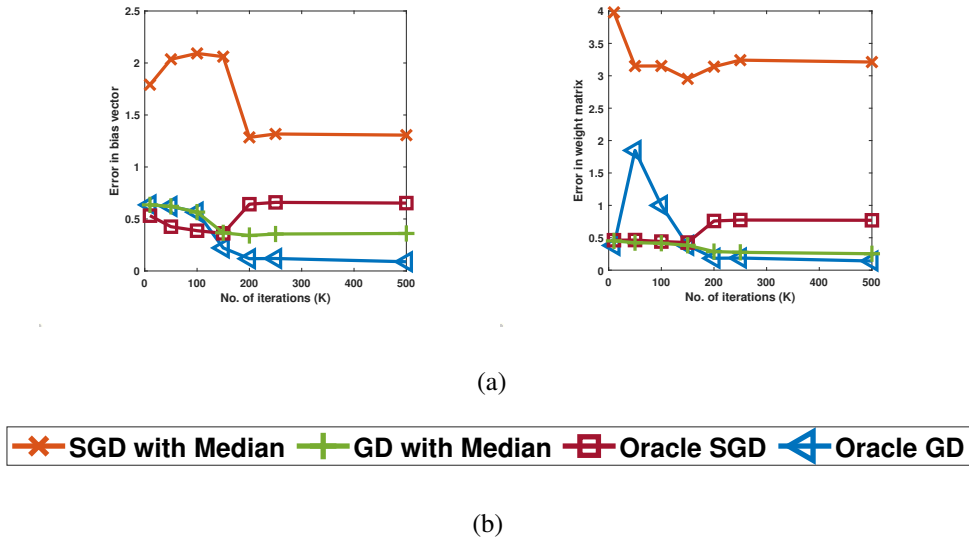 2.5
2
1.5
1
0.5
0
0 100 200 300 400 500
Error in bias vector
No. of iterations (K)
4
3.5
3
2.5
2
1.5
1
0.5
0
0 100 200 300 400 500
Error in weight matrix
No. of iterations (K)
(a)
SGD with Median GD with Median Oracle SGD Oracle GD
(b)